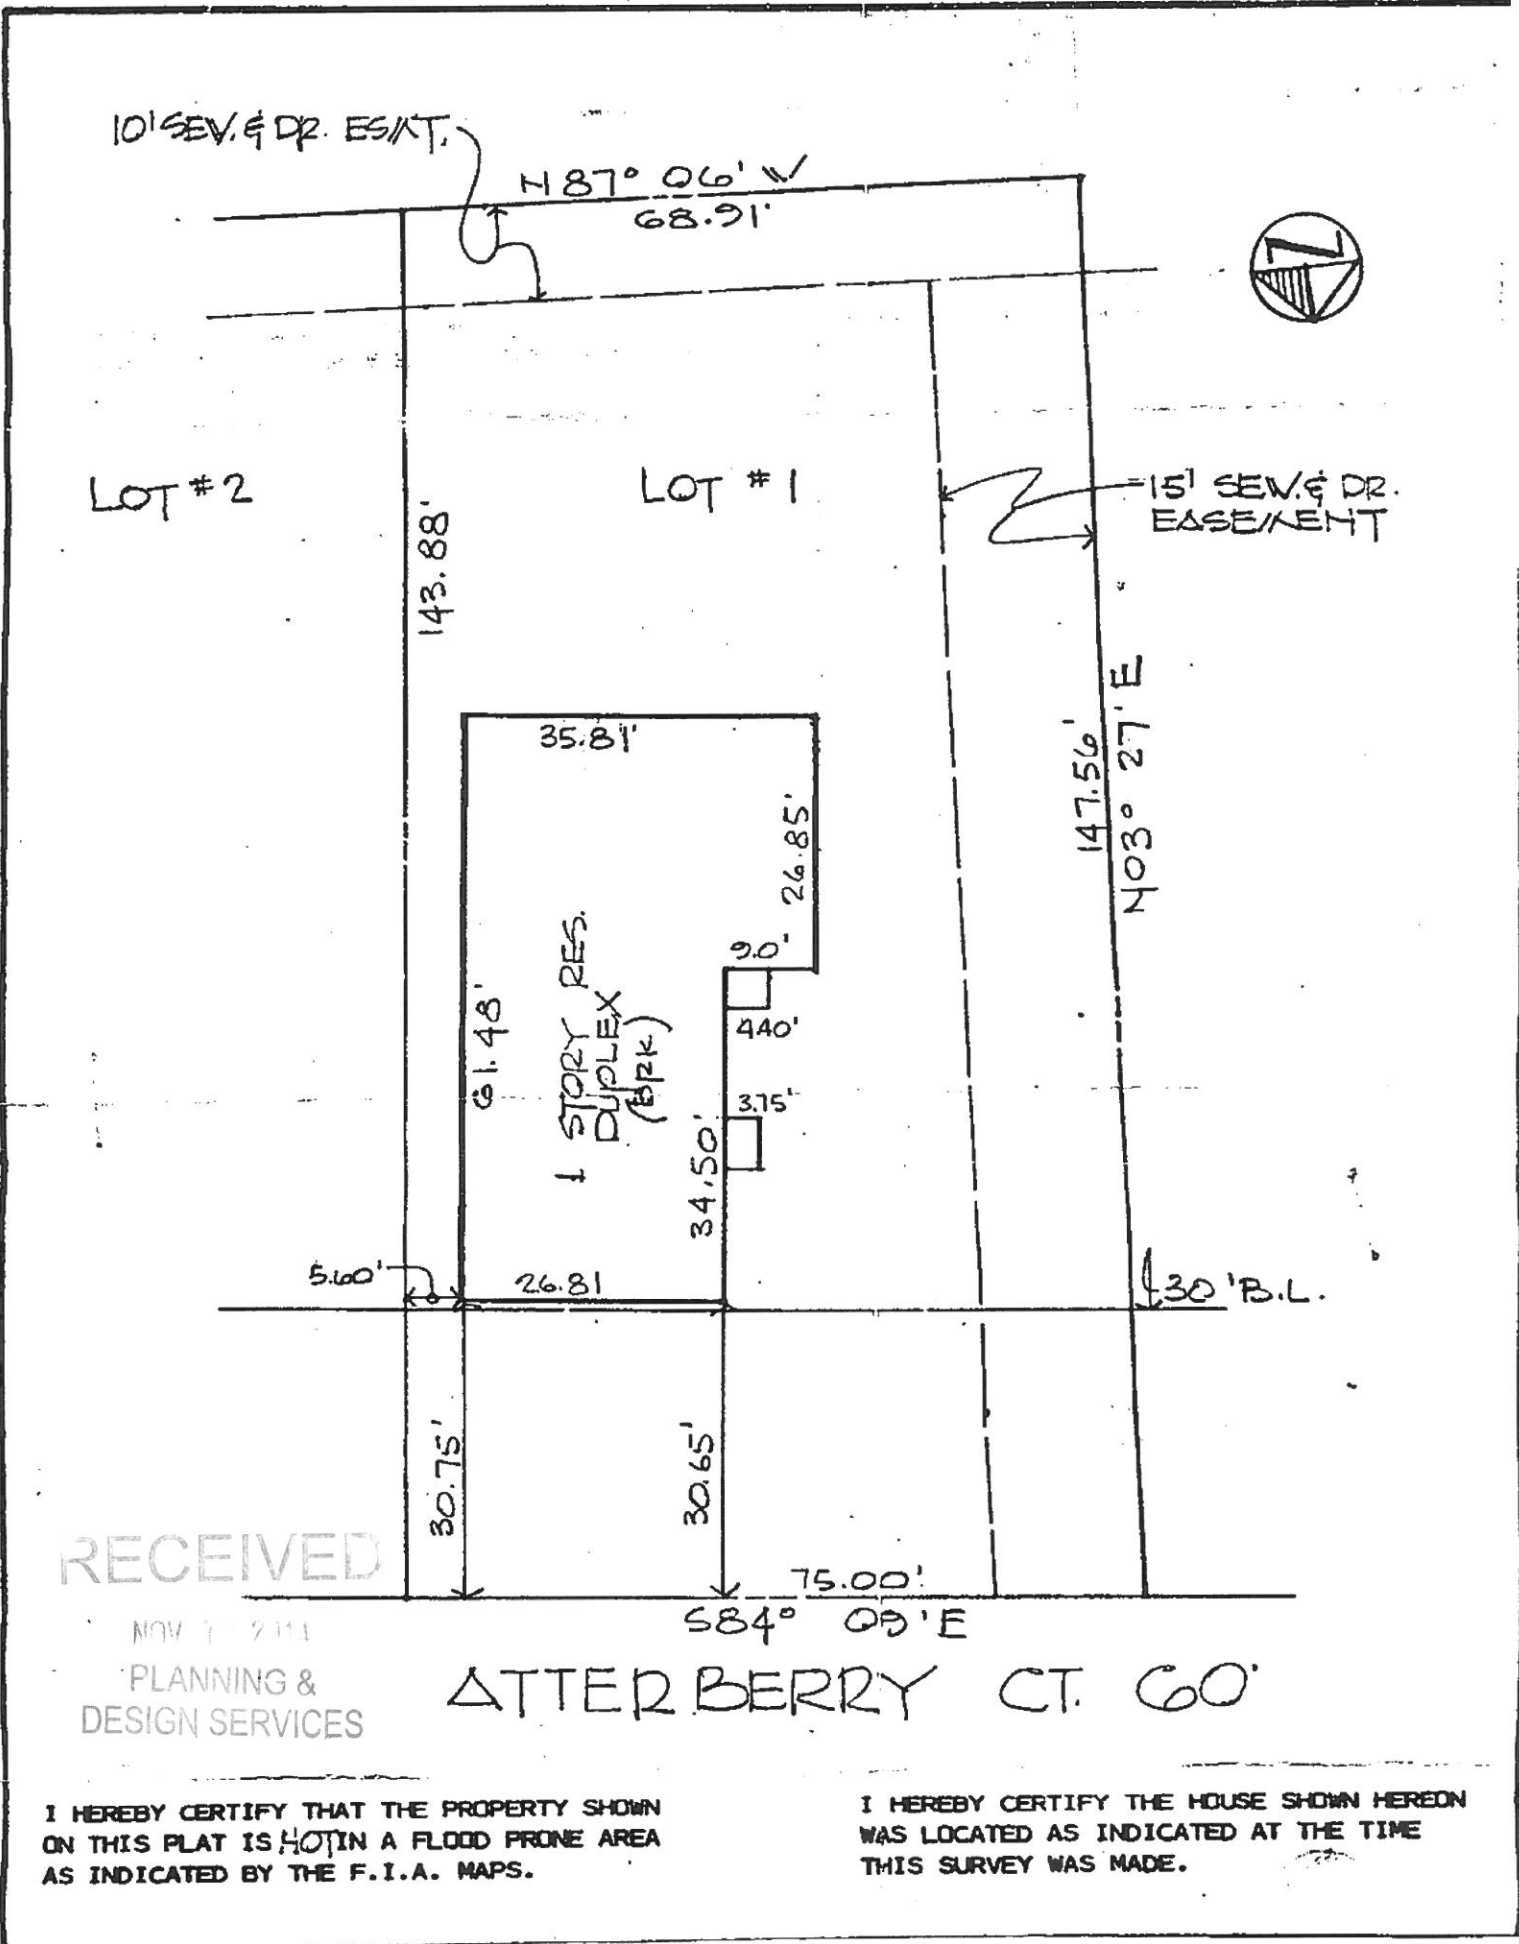 10' SEW. & DR. ESMT.
N 87° 06' W
68.91'
N
LOT #2
LOT #1
15' SEW. & DR.
EASEMENT
143.88'
35.81'
26.85'
147.56'
N 03° 27' E
9.0'
4.40'
61.48'
1 STORY RES.
DUPLEX
(BRK)
3.75'
34.50'
5.60'
26.81
30' B.L.
30.75'
30.65'
75.00'
S84° 09' E
RECEIVED
NOV
PLANNING &
DESIGN SERVICES
ATTERBERRY CT. 60'
I HEREBY CERTIFY THAT THE PROPERTY SHOWN
ON THIS PLAT IS NOT IN A FLOOD PRONE AREA
AS INDICATED BY THE F.I.A. MAPS.
I HEREBY CERTIFY THE HOUSE SHOWN HEREON
WAS LOCATED AS INDICATED AT THE TIME
THIS SURVEY WAS MADE.